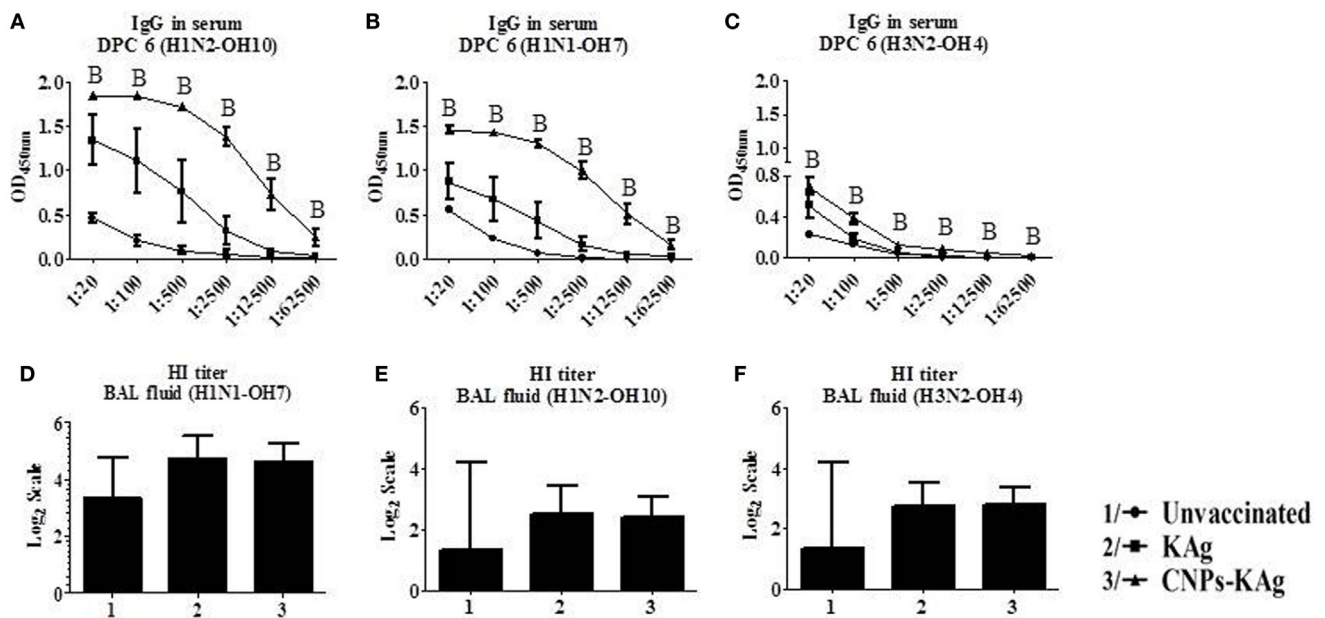 A
IgG in serum
DPC 6 (H1N2-OH10)
B B B B B B
OD450nm
2.0
1.5
1.0
0.5
0.0
1:20 1:100 1:500 1:2500 1:12500 1:62500
B
IgG in serum
DPC 6 (H1N1-OH7)
B B B B B B
OD450nm
2.0
1.5
1.0
0.5
0.0
1:20 1:100 1:500 1:2500 1:12500 1:62500
C
IgG in serum
DPC 6 (H3N2-OH4)
B B B B B B
OD450nm
2.0
1.5
1.0
0.8
0.4
0.0
1:20 1:100 1:500 1:2500 1:12500 1:62500
D
HI titer
BAL fluid (H1N1-OH7)
Log2 Scale
6
4
2
0
1 2 3
E
HI titer
BAL fluid (H1N2-OH10)
Log2 Scale
6
4
2
0
1 2 3
F
HI titer
BAL fluid (H3N2-OH4)
Log2 Scale
6
4
2
0
1 2 3
1/ Unvaccinated
2/ KAg
3/ CNPs-KAg